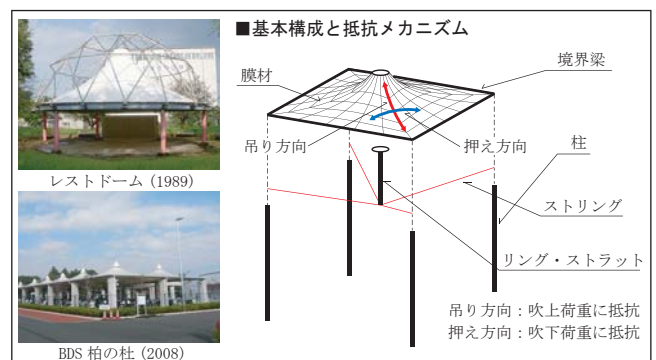 ■基本構成と抵抗メカニズム
膜材
境界梁
吊り方向
押え方向
柱
ストリング
リング・ストラット
吊り方向：吹上荷重に抵抗
押え方向：吹下荷重に抵抗
レストドーム (1989)
BDS 柏の杜 (2008)